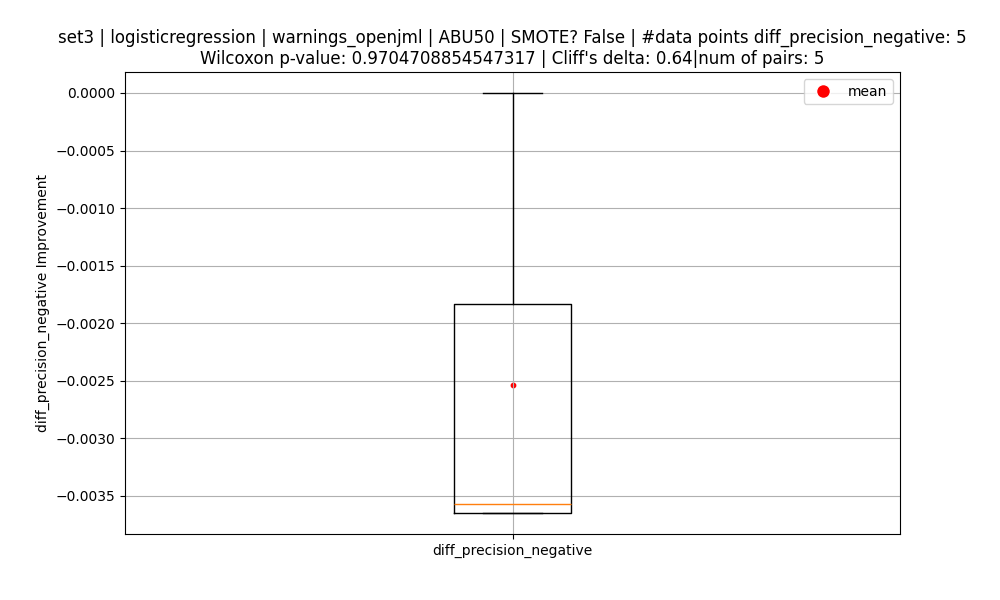 set3 | logisticregression | warnings_openjml | ABU50 | SMOTE? False | #data points diff_precision_negative: 5
Wilcoxon p-value: 0.9704708854547317 | Cliff's delta: 0.64|num of pairs: 5
mean
0.0000
−0.0005
−0.0010
−0.0015
−0.0020
−0.0025
−0.0030
−0.0035
diff_precision_negative Improvement
diff_precision_negative